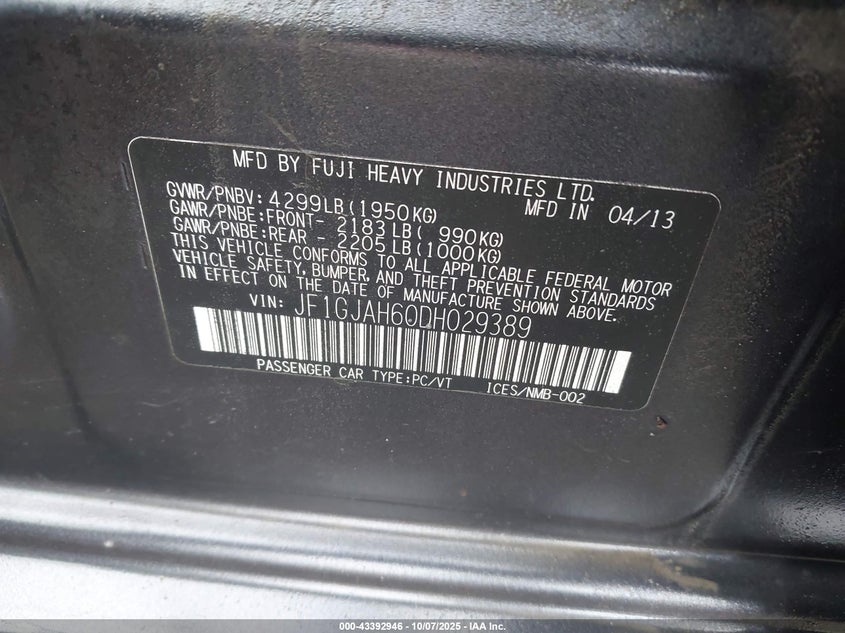 MFD BY FUJI HEAVY INDUSTRIES LTD.
GVWR/PNBV: 4299LB(1950KG) MFD IN 04/13
GAWR/PNBE:FRONT- 2183LB( 990KG)
GAWR/PNBE:REAR - 2205LB(1000KG)
THIS VEHICLE CONFORMS TO ALL APPLICABLE FEDERAL MOTOR
VEHICLE SAFETY, BUMPER, AND THEFT PREVENTION STANDARDS
IN EFFECT ON THE DATE OF MANUFACTURE SHOWN ABOVE.
VIN: JF1GJAH60DH029389
PASSENGER CAR TYPE:PC/VT ICES/NMB-002
000-43392946 - 10/07/2025 - IAA Inc.